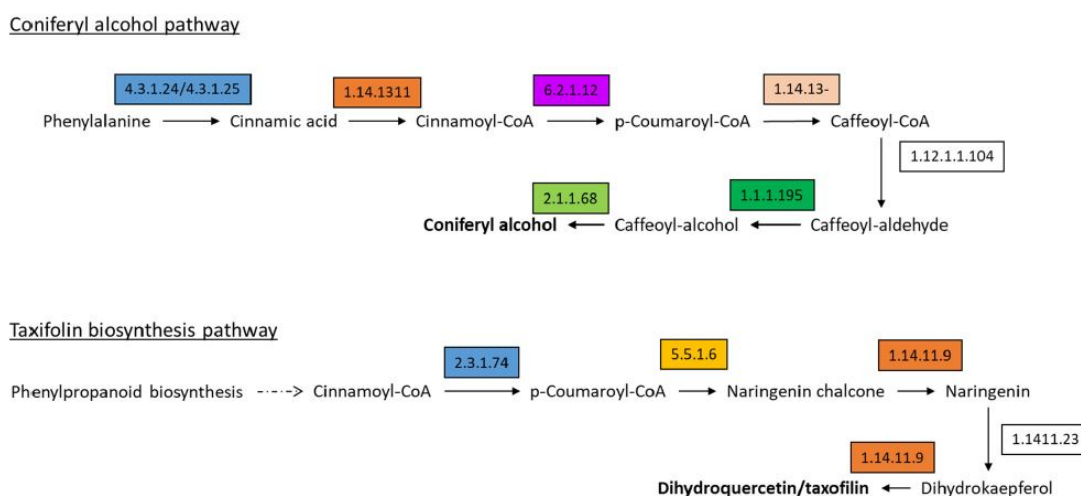 Coniferyl alcohol pathway
4.3.1.24/4.3.1.25 1.14.1311 6.2.1.12 1.14.13-
Phenylalanine Cinnamic acid Cinnamoyl-CoA p-Coumaroyl-CoA Caffeoyl-CoA
1.12.1.1.104
2.1.1.68 1.1.1.195
Coniferyl alcohol Caffeoyl-alcohol Caffeoyl-aldehyde
Taxifolin biosynthesis pathway
2.3.1.74 5.5.1.6 1.14.11.9
Phenylpropanoid biosynthesis Cinnamoyl-CoA p-Coumaroyl-CoA Naringenin chalcone Naringenin
1.1411.23
1.14.11.9
Dihydroquercetin/taxofilin Dihydrokaepferol